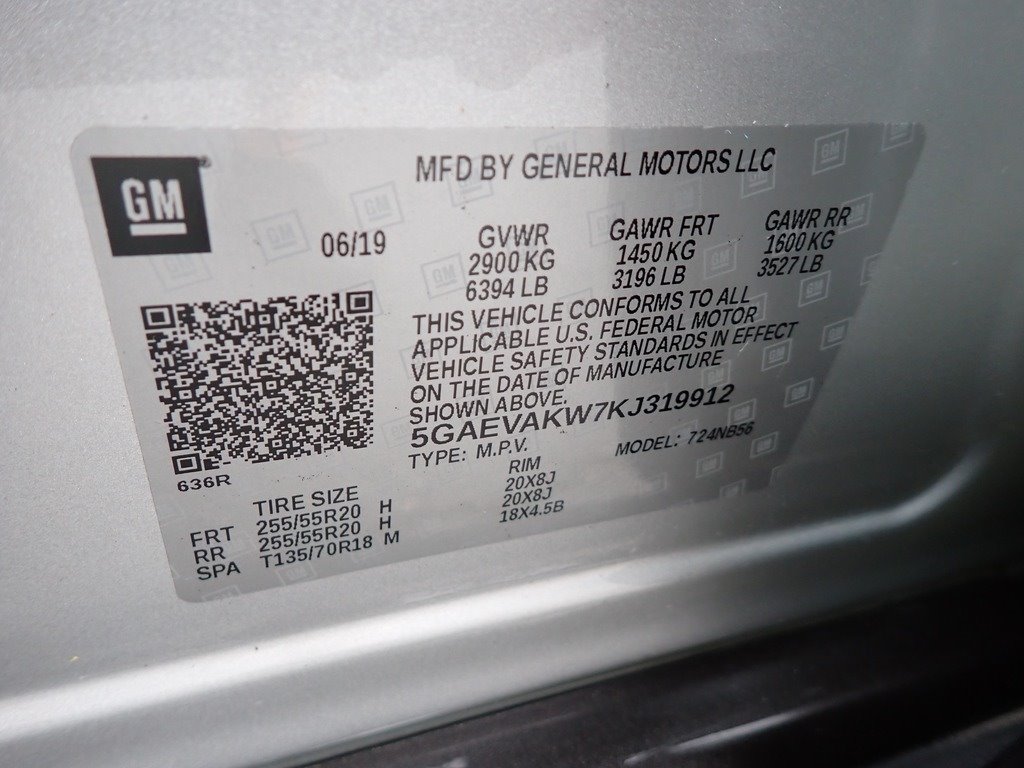 GM
MFD BY GENERAL MOTORS LLC
06/19
GVWR
2900 KG
6394 LB
GAWR FRT
1450 KG
3196 LB
GAWR RR
1600 KG
3527 LB
THIS VEHICLE CONFORMS TO ALL
APPLICABLE U.S. FEDERAL MOTOR
VEHICLE SAFETY STANDARDS IN EFFECT
ON THE DATE OF MANUFACTURE
SHOWN ABOVE.
5GAEVAKW7KJ319912
TYPE: M.P.V. MODEL: 724NB56
636R
TIRE SIZE RIM
FRT 255/55R20 H 20X8J
RR 255/55R20 H 20X8J
SPA T135/70R18 M 18X4.5B